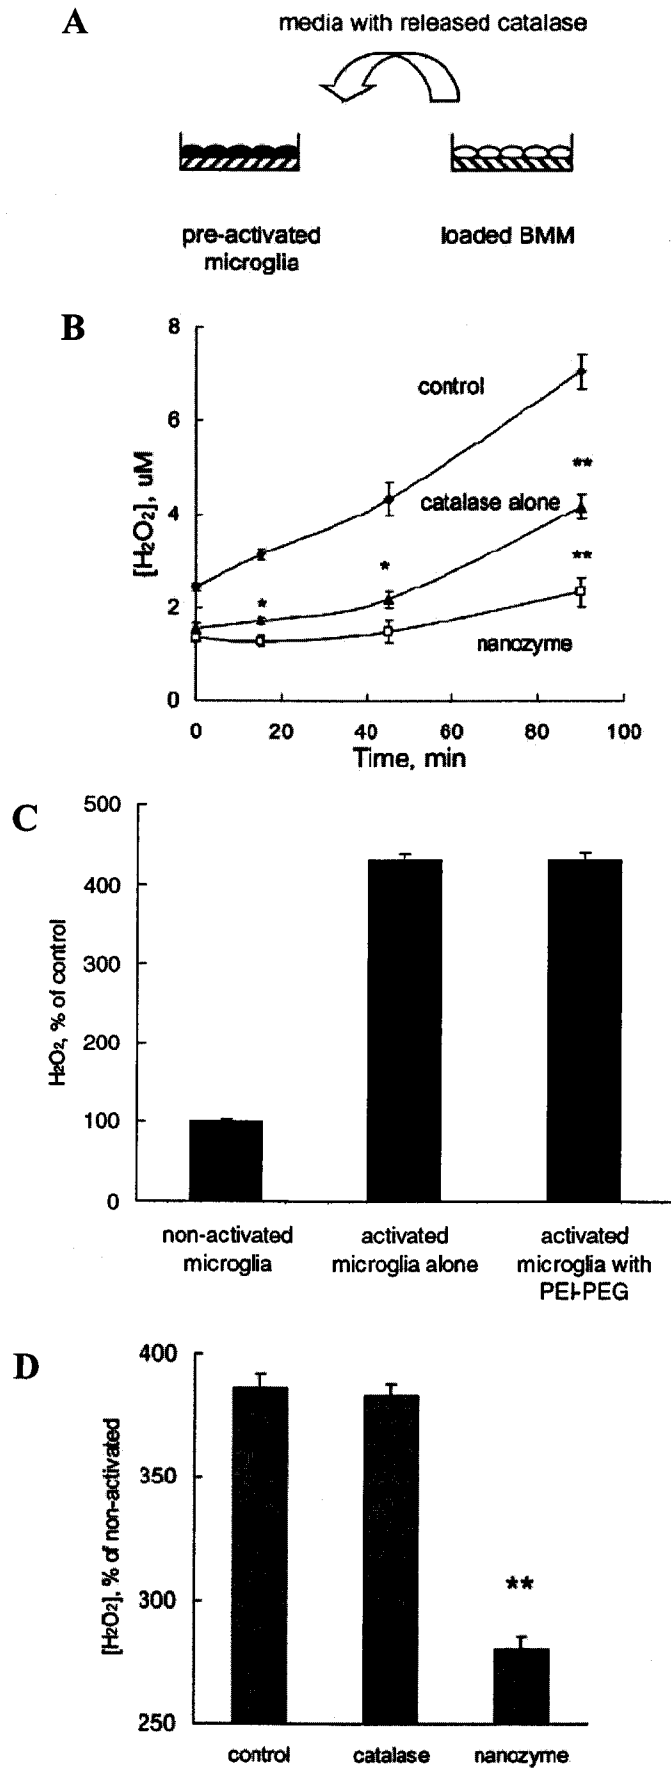 A
media with released catalase
pre-activated
microglia
loaded BMM
B
8
6
4
2
0
[H₂O₂], uM
control
**
catalase alone
*
*
**
nanozyme
0 20 40 60 80 100
Time, min
C
500
400
300
200
100
0
H₂O₂, % of control
non-activated
microglia
activated
microglia alone
activated
microglia with
PEI-PEG
D
400
350
300
250
[H₂O₂], % of non-activated
**
control catalase nanozyme